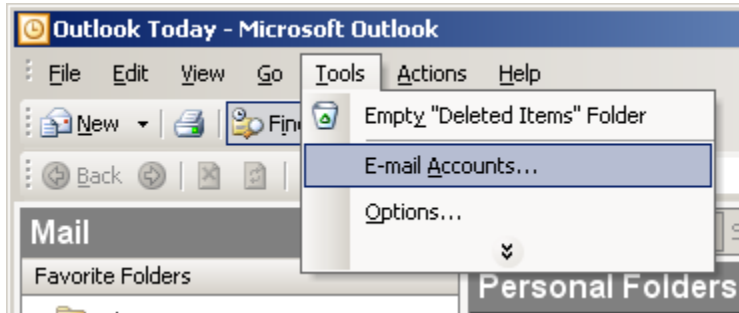 Outlook Today - Microsoft Outlook
File Edit View Go Tools Actions Help
New
Empty "Deleted Items" Folder
Back
E-mail Accounts...
Options...
Mail
Favorite Folders
Personal Folders